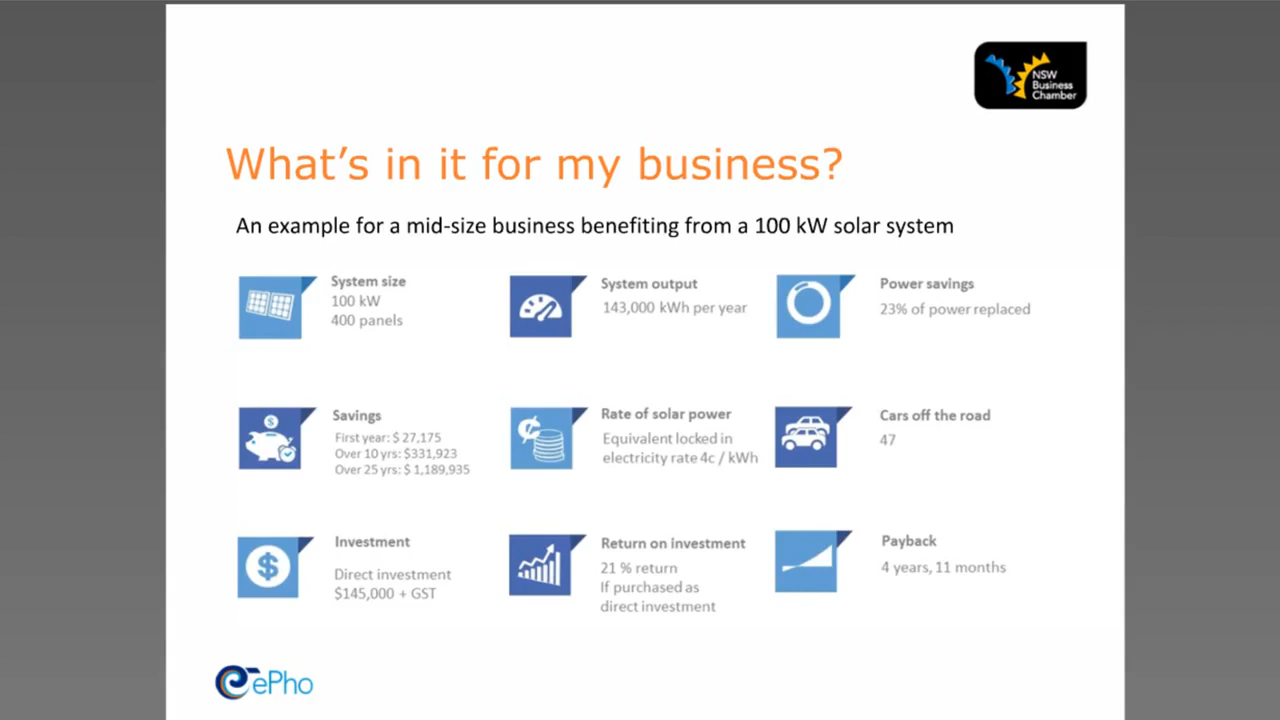 NSW
Business
Chamber
What's in it for my business?
An example for a mid-size business benefiting from a 100 kW solar system
System size
100 kW
400 panels
System output
143,000 kWh per year
Power savings
23% of power replaced
$
Savings
First year: $ 27,175
Over 10 yrs: $331,923
Over 25 yrs: $ 1,189,935
¢
Rate of solar power
Equivalent locked in
electricity rate 4c / kWh
Cars off the road
47
$
Investment
Direct investment
$145,000 + GST
Return on investment
21 % return
If purchased as
direct investment
Payback
4 years, 11 months
ePho